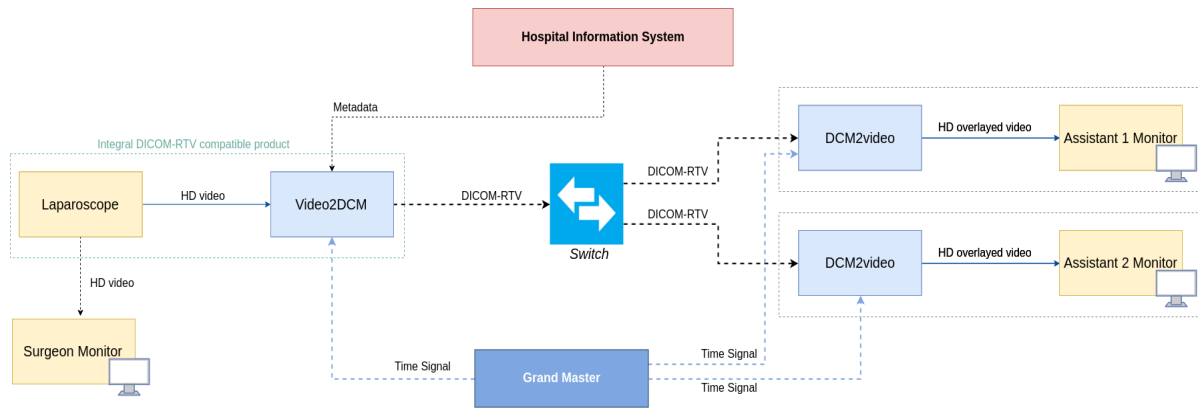 Hospital Information System
Metadata
Integral DICOM-RTV compatible product
Laparoscope
HD video
Video2DCM
DICOM-RTV
Switch
DICOM-RTV
DICOM-RTV
DCM2video
HD overlayed video
Assistant 1 Monitor
DCM2video
HD overlayed video
Assistant 2 Monitor
HD video
Surgeon Monitor
Time Signal
Grand Master
Time Signal
Time Signal